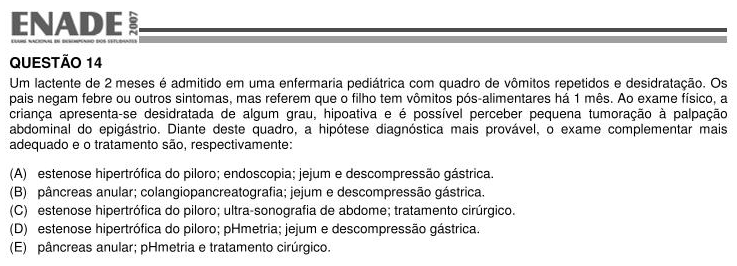 ENADE 2007
EXAME NACIONAL DE DESEMPENHO DOS ESTUDANTES
QUESTÃO 14
Um lactente de 2 meses é admitido em uma enfermaria pediátrica com quadro de vômitos repetidos e desidratação. Os
pais negam febre ou outros sintomas, mas referem que o filho tem vômitos pós-alimentares há 1 mês. Ao exame físico, a
criança apresenta-se desidratada de algum grau, hipoativa e é possível perceber pequena tumoração à palpação
abdominal do epigástrio. Diante deste quadro, a hipótese diagnóstica mais provável, o exame complementar mais
adequado e o tratamento são, respectivamente:
(A) estenose hipertrófica do piloro; endoscopia; jejum e descompressão gástrica.
(B) pâncreas anular; colangiopancreatografia; jejum e descompressão gástrica.
(C) estenose hipertrófica do piloro; ultra-sonografia de abdome; tratamento cirúrgico.
(D) estenose hipertrófica do piloro; pHmetria; jejum e descompressão gástrica.
(E) pâncreas anular; pHmetria e tratamento cirúrgico.